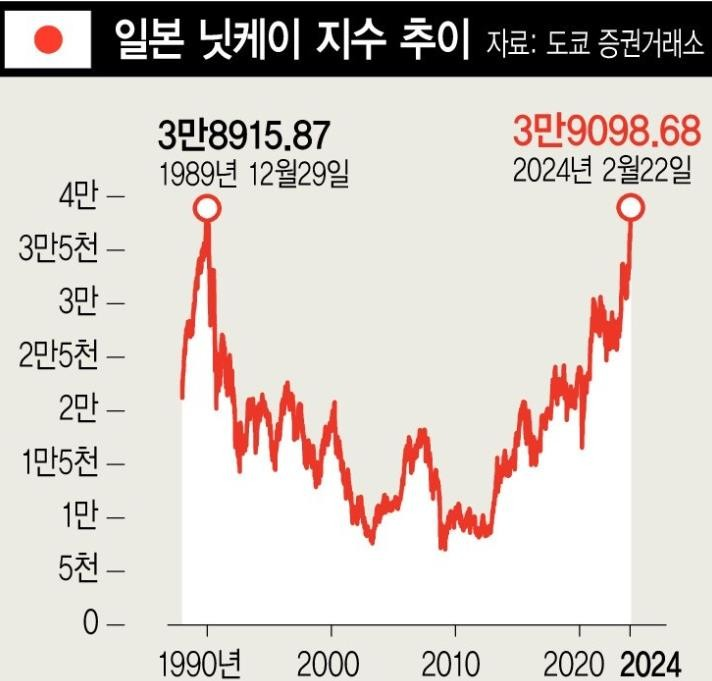 일본 닛케이 지수 추이 자료: 도쿄 증권거래소
3만8915.87
1989년 12월29일
3만9098.68
2024년 2월22일
4만
3만5천
3만
2만5천
2만
1만5천
1만
5천
0
1990년 2000 2010 2020 2024